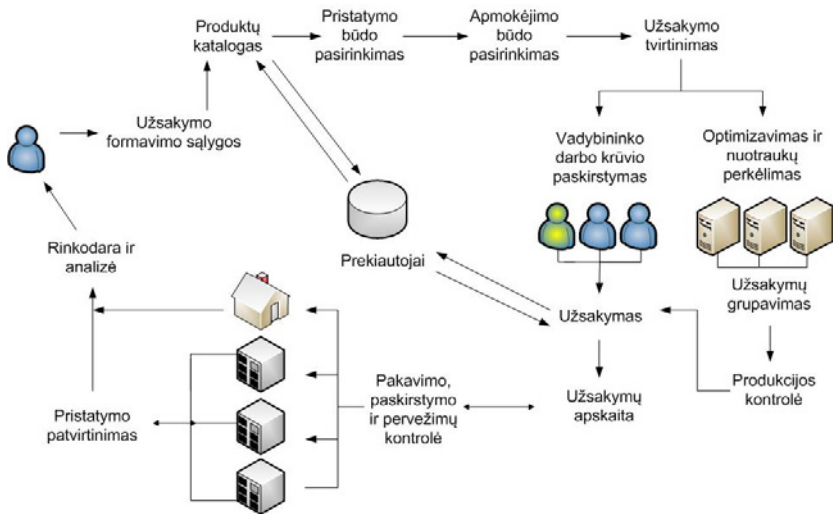 Produktų
katalogas
Pristatymo
būdo
pasirinkimas
Apmokėjimo
būdo
pasirinkimas
Užsakymo
tvirtinimas
Užsakymo
formavimo sąlygos
Vadybininko
darbo krūvio
paskirstymas
Optimizavimas ir
nuotraukų
perkėlimas
Rinkodara ir
analizė
Prekiautojai
Užsakymų
grupavimas
Užsakymas
Produkcijos
kontrolė
Pakavimo,
paskirstymo
ir pervežimų
kontrolė
Užsakymų
apskaita
Pristatymo
patvirtinimas